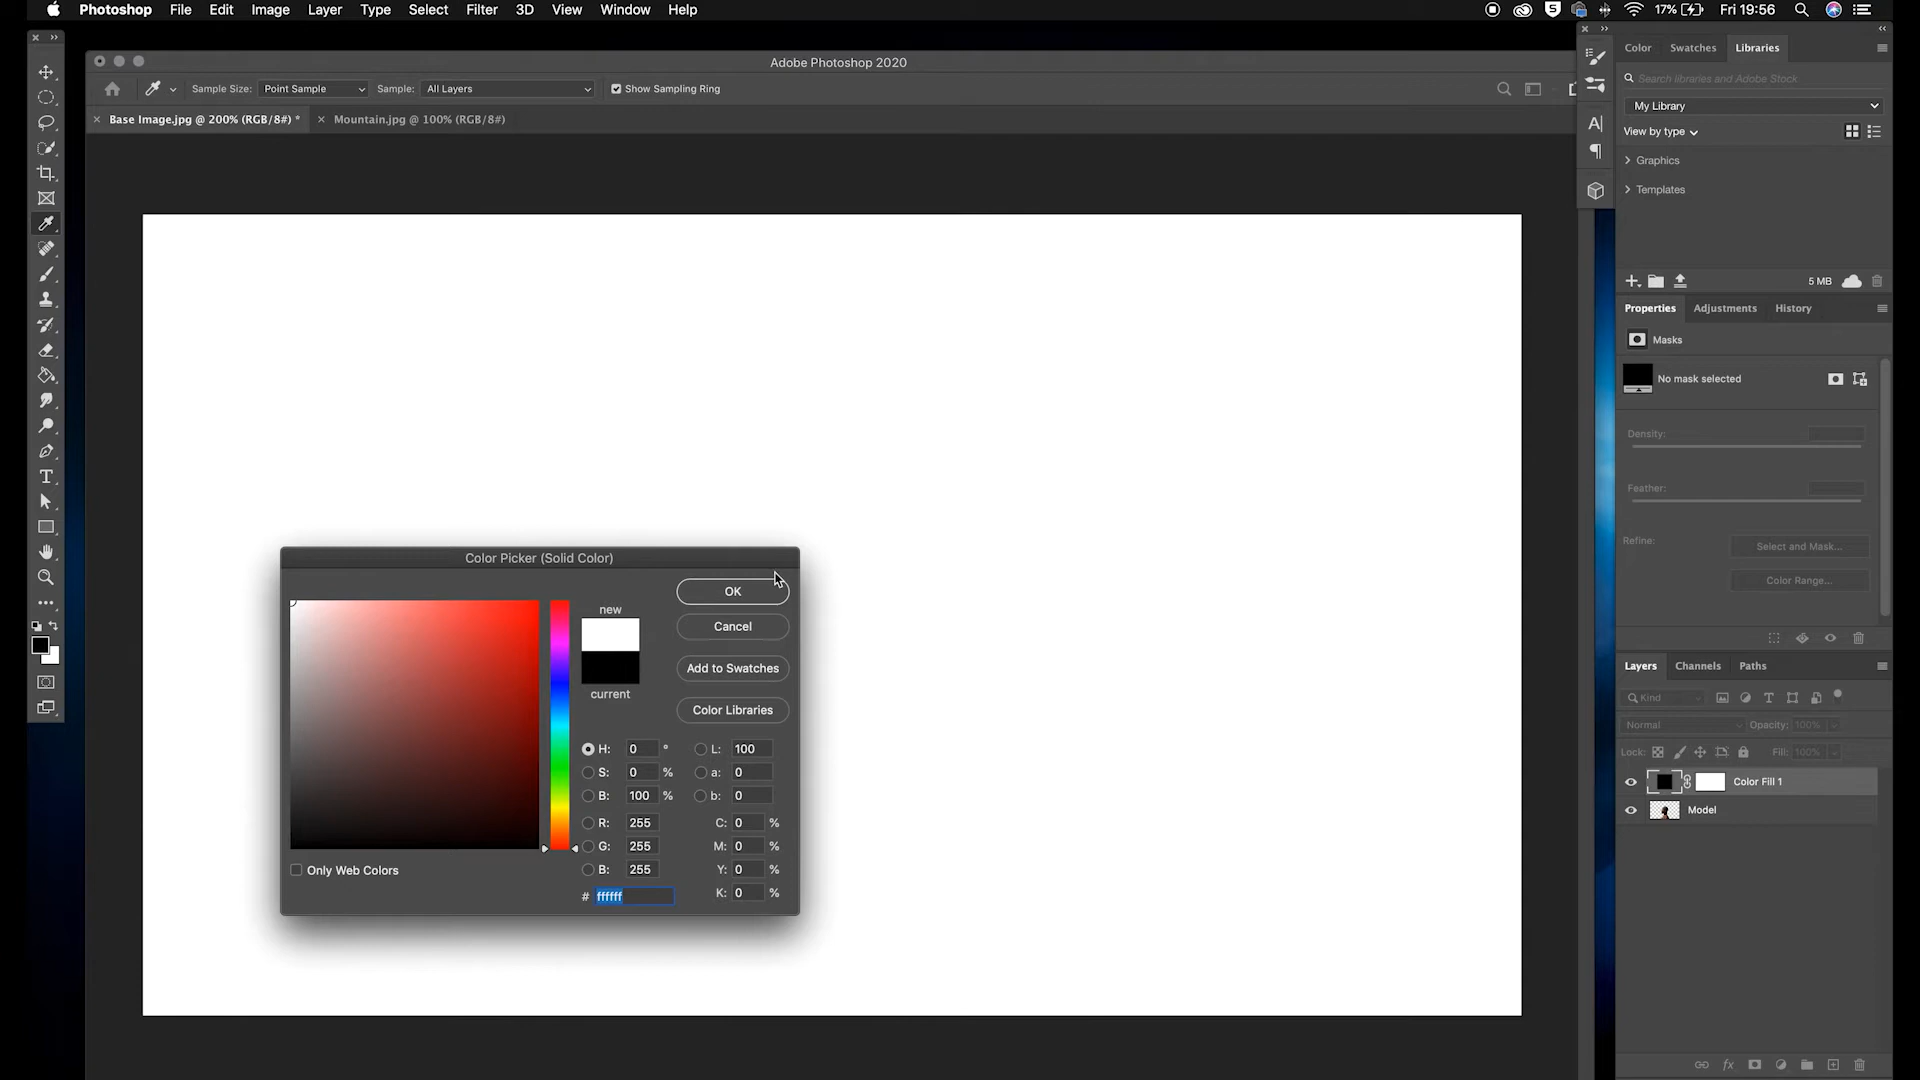 Photoshop File Edit Image Layer Type Select Filter 3D View Window Help 17% Fri 19:56
Adobe Photoshop 2020
Sample Size: Point Sample Sample: All Layers Show Sampling Ring
Base Image.jpg @ 200% (RGB/8#) * Mountain.jpg @ 100% (RGB/8#)
Color Swatches Libraries
Search libraries and Adobe Stock
My Library
View by type
Graphics
Templates
5 MB
Properties Adjustments History
Masks
No mask selected
Density:
Feather:
Refine: Select and Mask...
Color Range...
Layers Channels Paths
Kind
Normal Opacity: 100%
Lock: Fill: 100%
Color Fill 1
Model
Color Picker (Solid Color)
OK
new
Cancel
Add to Swatches
current
Color Libraries
H: 0 ° L: 100
S: 0 % a: 0
B: 100 % b: 0
R: 255 C: 0 %
G: 255 M: 0 %
B: 255 Y: 0 %
# ffffff K: 0 %
Only Web Colors